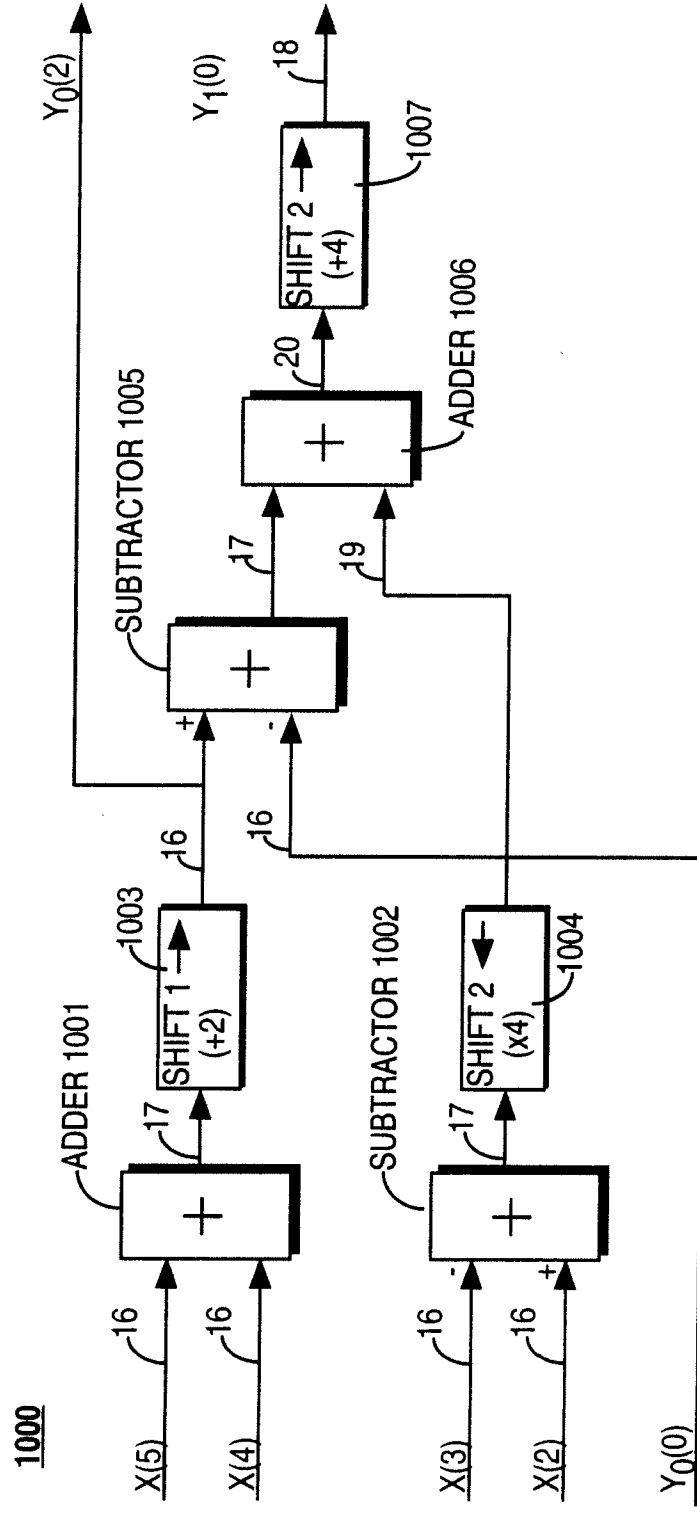 1000
X(5)
16
X(4)
16
ADDER 1001
+
17
SHIFT 1
(+2)
1003
16
Y0(2)
X(3)
16
-
X(2)
16
+
SUBTRACTOR 1002
+
17
SHIFT 2
(x4)
1004
Y0(0)
16
+
-
SUBTRACTOR 1005
+
17
19
ADDER 1006
+
20
SHIFT 2
(+4)
1007
18
Y1(0)